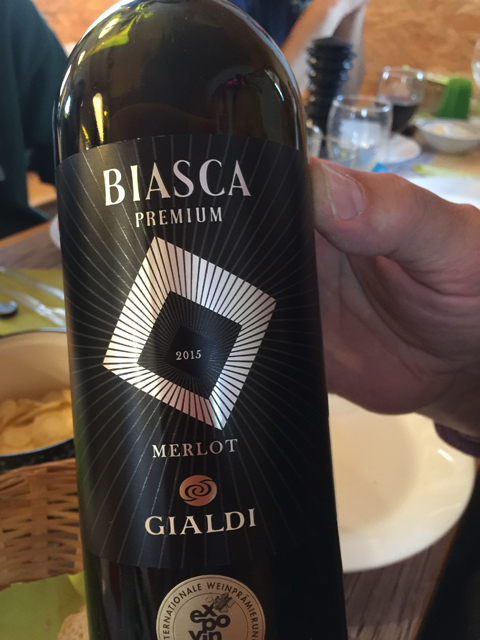 BIASCA
PREMIUM
2015
MERLOT
GIALDI
INTERNATIONALE WEINPRÄMIERUNG
expo
vin